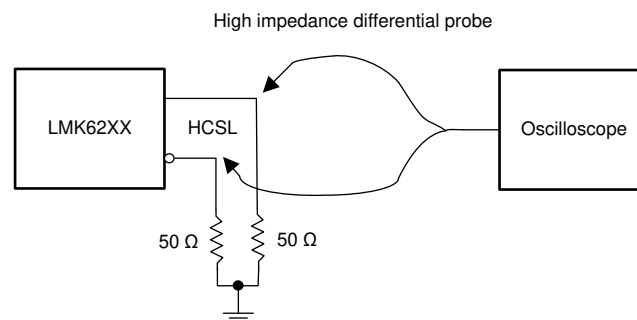 High impedance differential probe
LMK62XX
HCSL
Oscilloscope
50 Ω
50 Ω